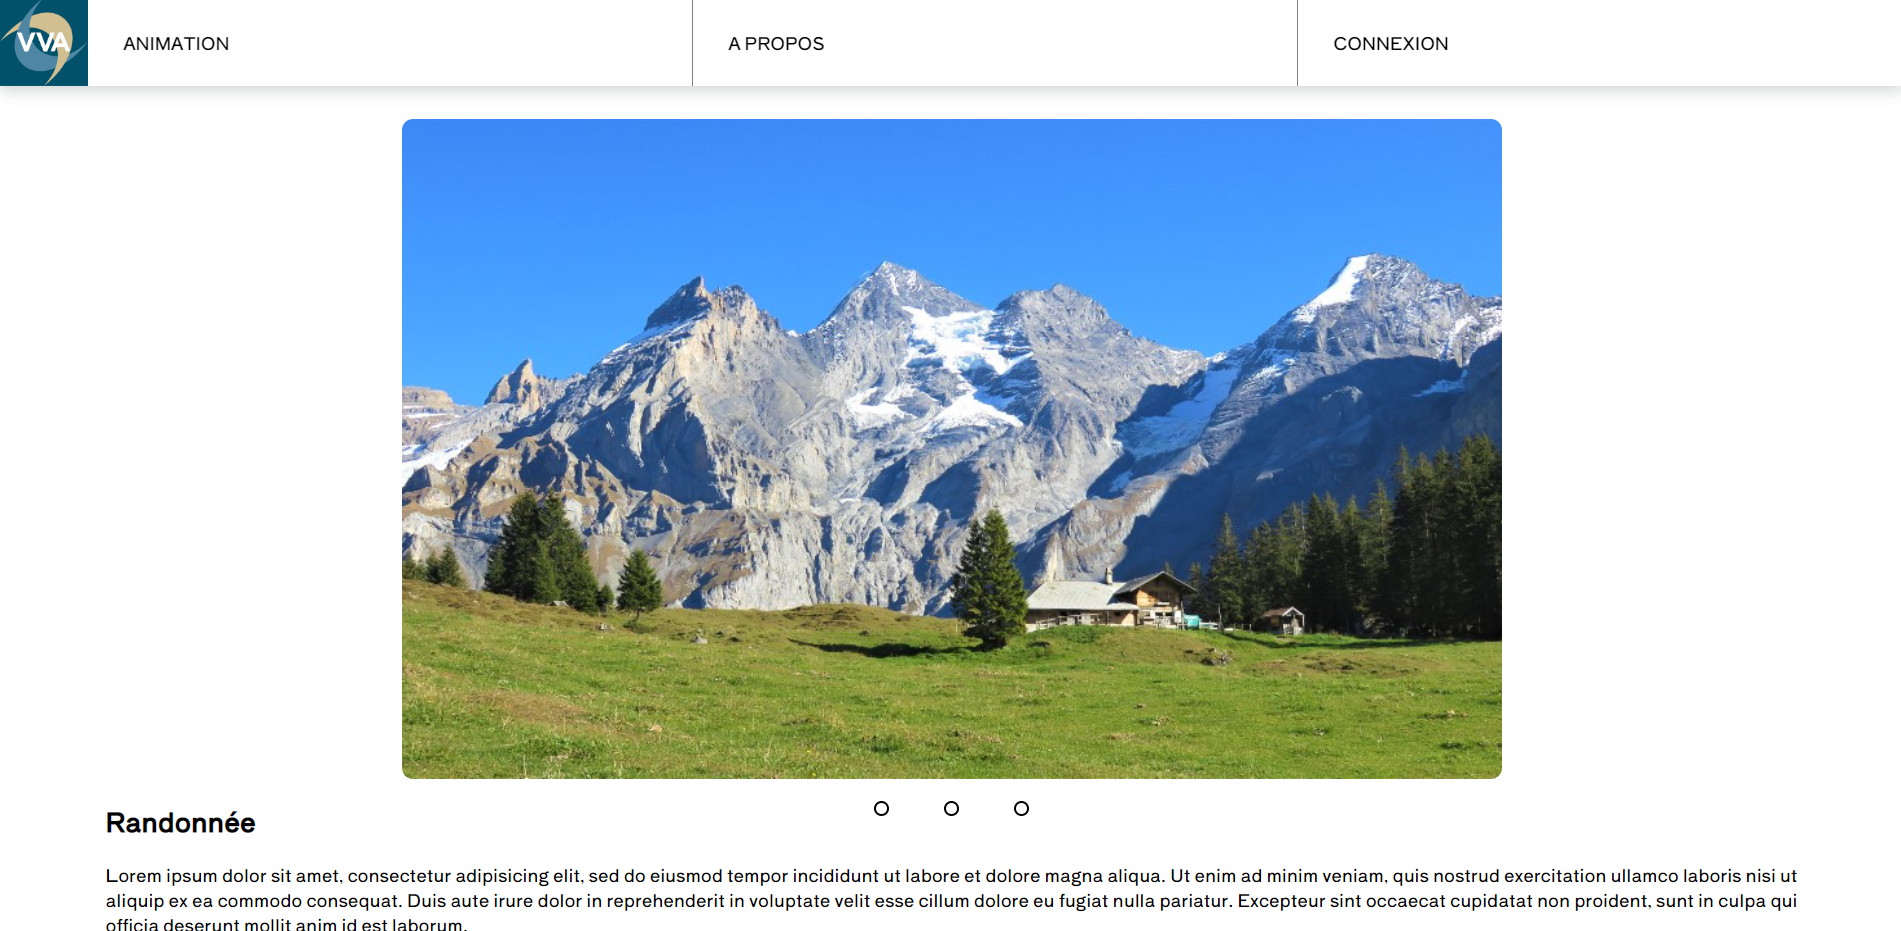 VVA
ANIMATION
A PROPOS
CONNEXION
Randonnée
Lorem ipsum dolor sit amet, consectetur adipisicing elit, sed do eiusmod tempor incididunt ut labore et dolore magna aliqua. Ut enim ad minim veniam, quis nostrud exercitation ullamco laboris nisi ut
aliquip ex ea commodo consequat. Duis aute irure dolor in reprehenderit in voluptate velit esse cillum dolore eu fugiat nulla pariatur. Excepteur sint occaecat cupidatat non proident, sunt in culpa qui
officia deserunt mollit anim id est laborum.